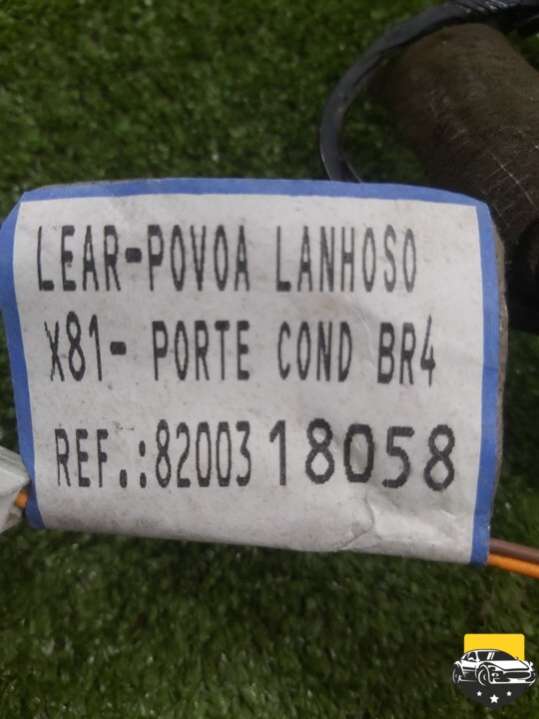 LEAR-POVOA LANHOSO
X81- PORTE COND BR4
REF.:8200318058